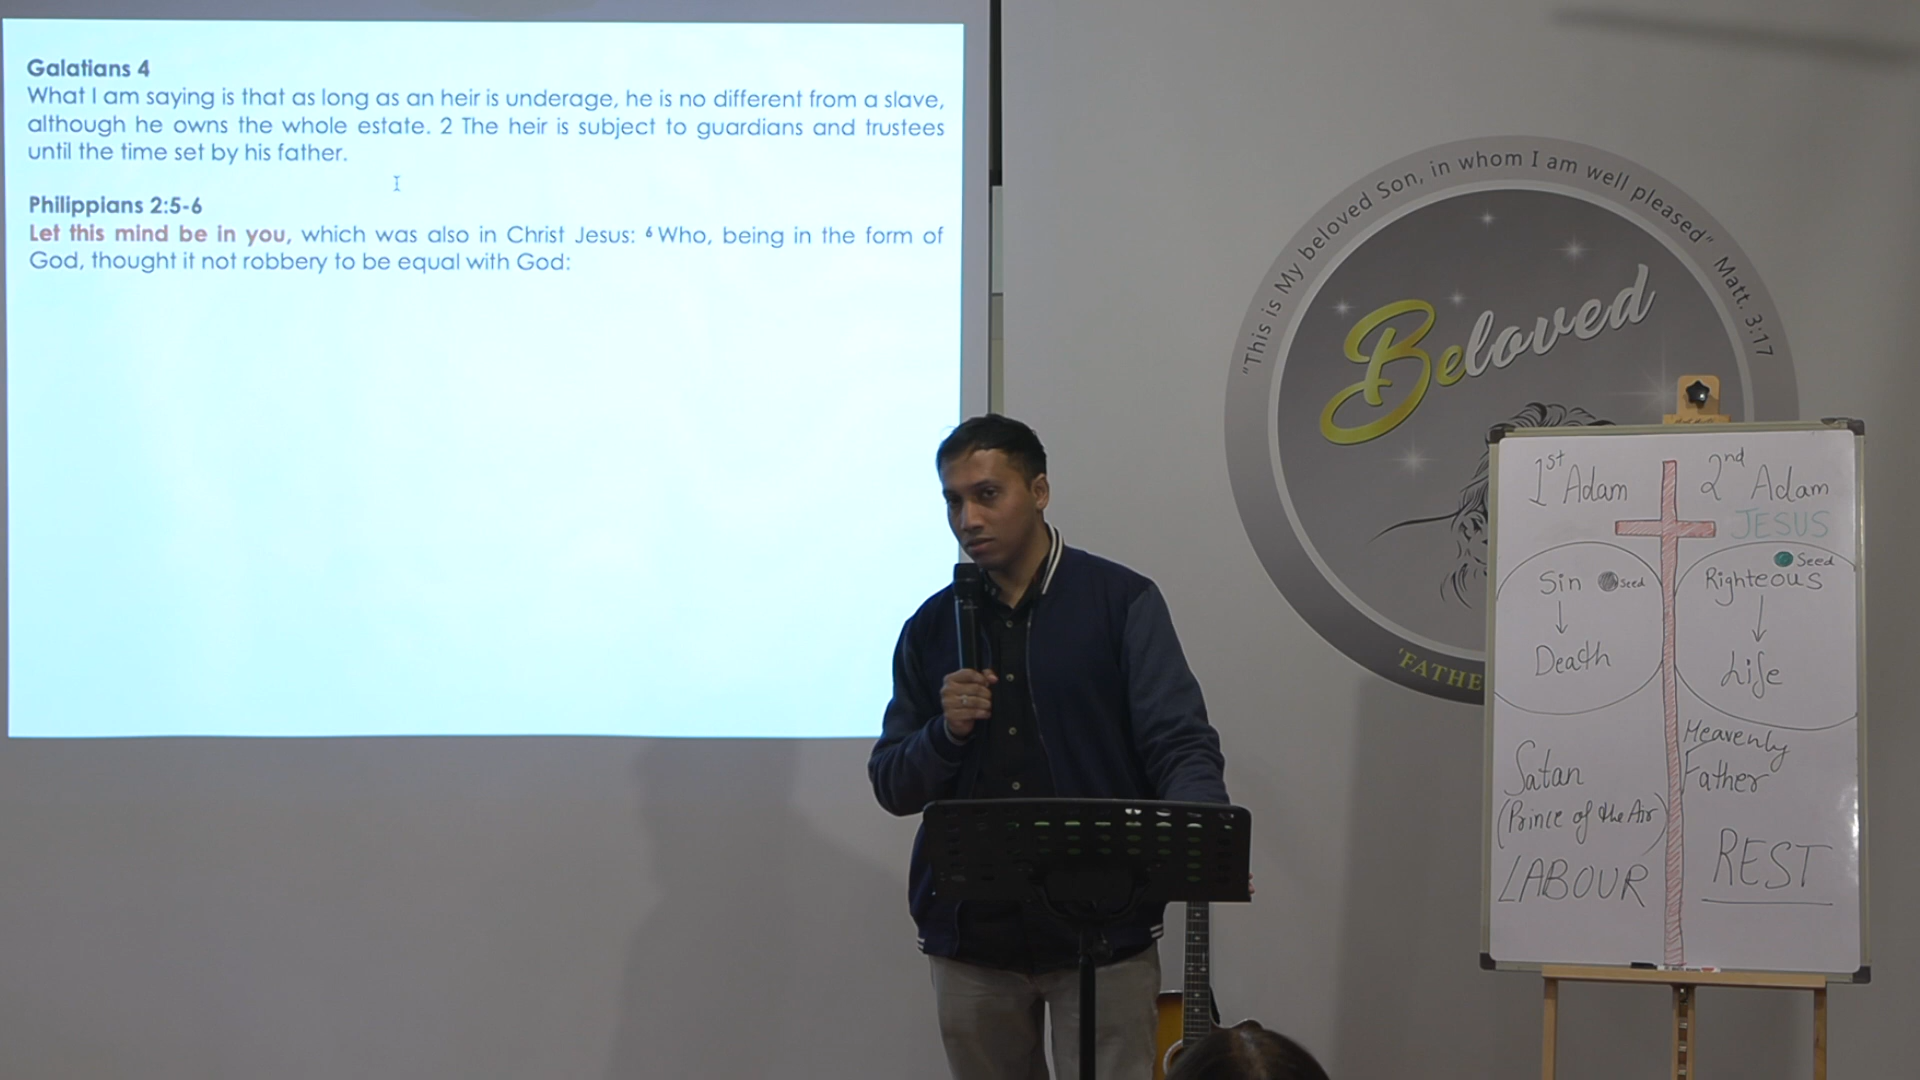 Galatians 4
What I am saying is that as long as an heir is underage, he is no different from a slave,
although he owns the whole estate. 2 The heir is subject to guardians and trustees
until the time set by his father.
Philippians 2:5-6
Let this mind be in you, which was also in Christ Jesus: 6 Who, being in the form of
God, thought it not robbery to be equal with God:
"This is My beloved Son, in whom I am well pleased" Matt. 3:17
Beloved
'FATHE
1st Adam
2nd Adam
JESUS
Sin Seed
Death
Seed
Righteous
Life
Satan
(Prince of the Air)
LABOUR
Heavenly
Father
REST